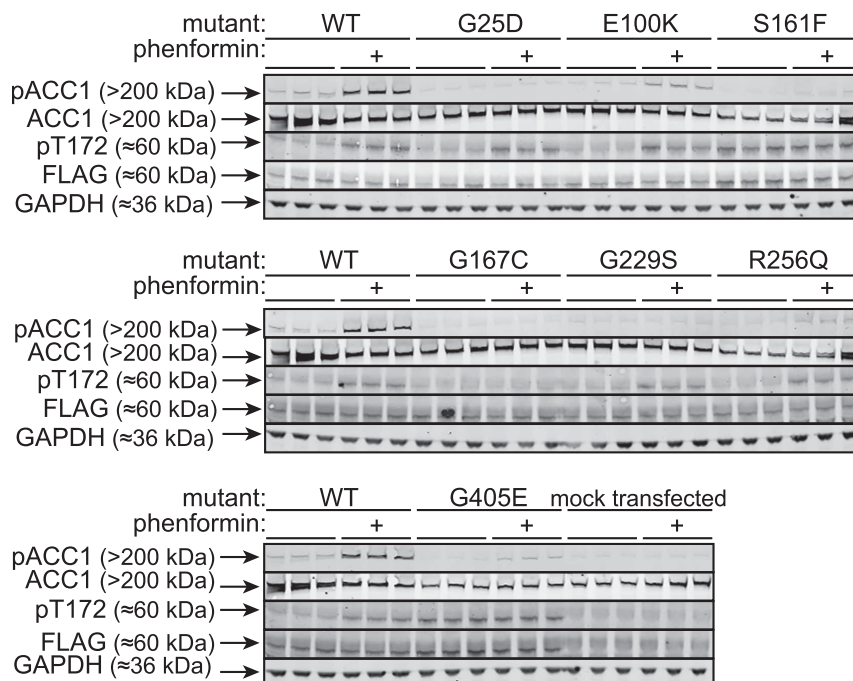 mutant: WT G25D E100K S161F
phenformin: + + + +
pACC1 (>200 kDa)
ACC1 (>200 kDa)
pT172 (≈60 kDa)
FLAG (≈60 kDa)
GAPDH (≈36 kDa)
mutant: WT G167C G229S R256Q
phenformin: + + + +
pACC1 (>200 kDa)
ACC1 (>200 kDa)
pT172 (≈60 kDa)
FLAG (≈60 kDa)
GAPDH (≈36 kDa)
mutant: WT G405E mock transfected
phenformin: + + +
pACC1 (>200 kDa)
ACC1 (>200 kDa)
pT172 (≈60 kDa)
FLAG (≈60 kDa)
GAPDH (≈36 kDa)